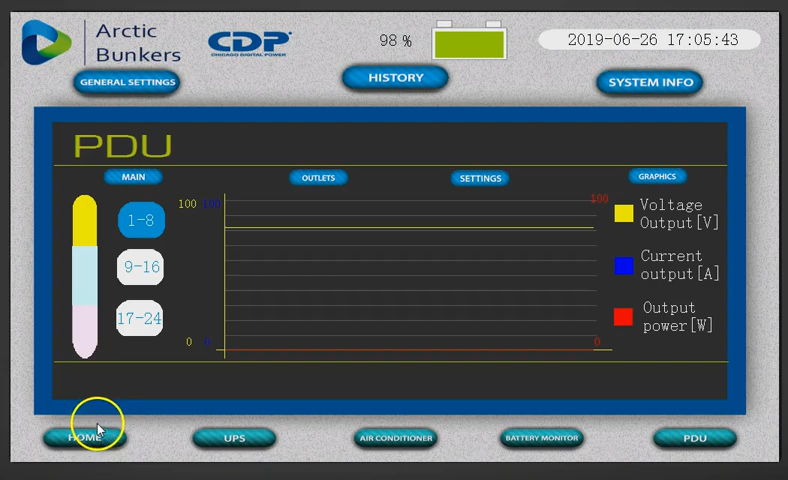 Arctic
Bunkers
CDP
CHICAGO DIGITAL POWER
98 %
2019-06-26 17:05:43
GENERAL SETTINGS
HISTORY
SYSTEM INFO
PDU
MAIN
OUTLETS
SETTINGS
GRAPHICS
1-8
9-16
17-24
100
100
100
0
0
0
Voltage
Output[V]
Current
output[A]
Output
power[W]
HOME
UPS
AIR CONDITIONER
BATTERY MONITOR
PDU